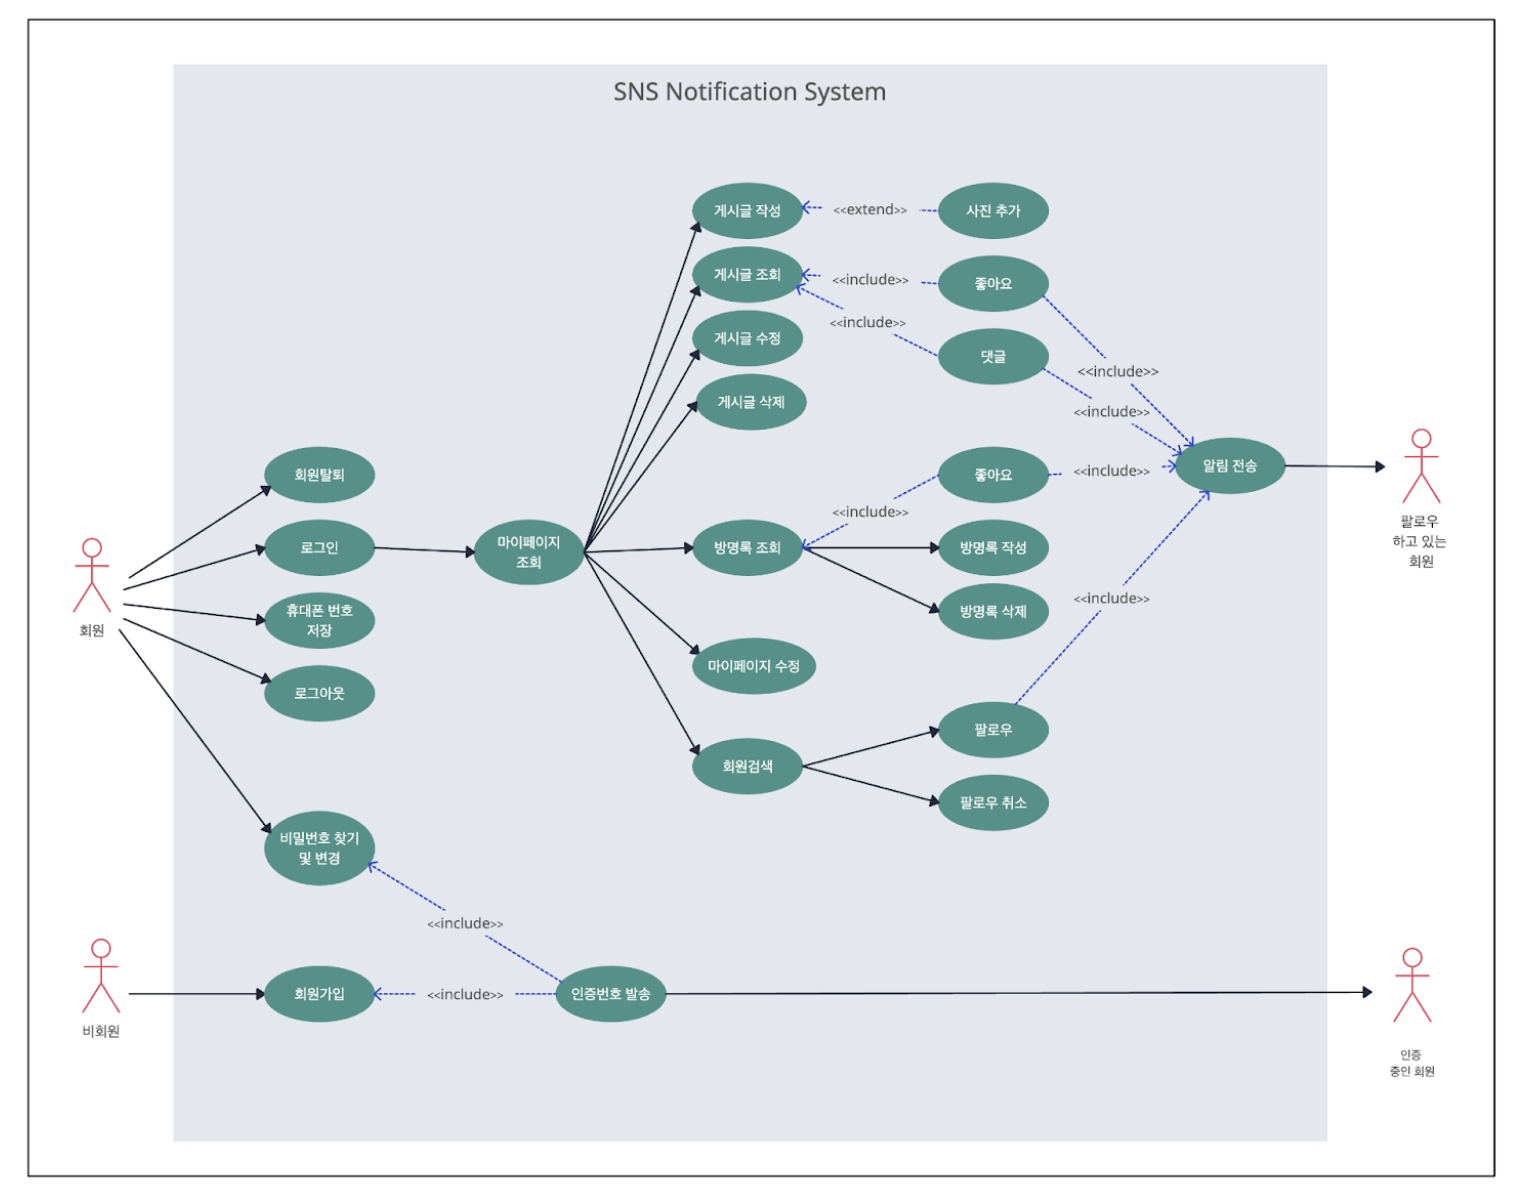 SNS Notification System
게시글 작성
<<extend>>
사진 추가
게시글 조회
<<include>>
좋아요
<<include>>
게시글 수정
댓글
<<include>>
게시글 삭제
<<include>>
회원탈퇴
좋아요
<<include>>
알림 전송
<<include>>
팔로우
하고 있는
회원
회원
로그인
마이페이지
조회
방명록 조회
방명록 작성
휴대폰 번호
저장
방명록 삭제
<<include>>
로그아웃
마이페이지 수정
팔로우
회원검색
팔로우 취소
비밀번호 찾기
및 변경
<<include>>
비회원
회원가입
<<include>>
인증번호 발송
인증
중인 회원